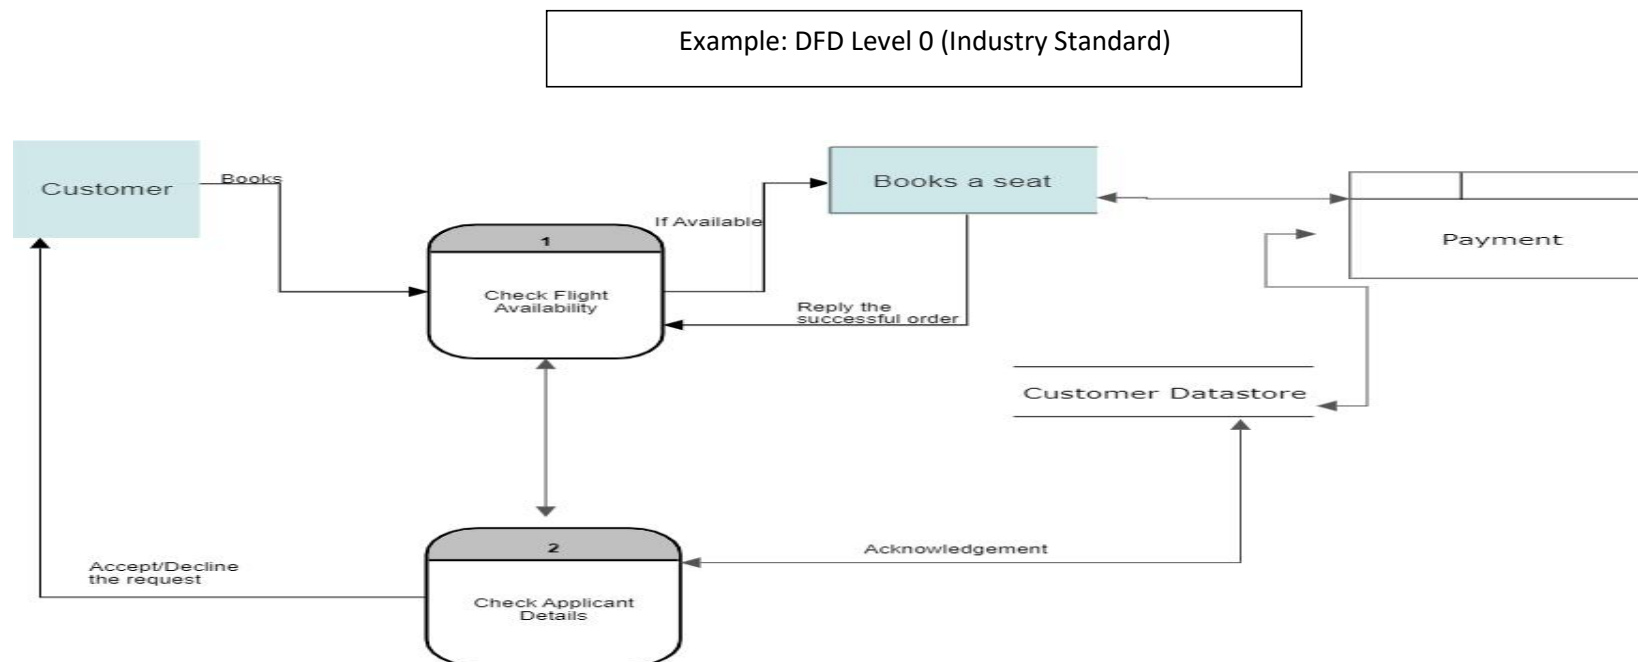 Example: DFD Level 0 (Industry Standard)
Customer
Books
Books a seat
If Available
1
Check Flight
Availability
Payment
Reply the
successful order
Customer Datastore
2
Acknowledgement
Accept/Decline
the request
Check Applicant
Details